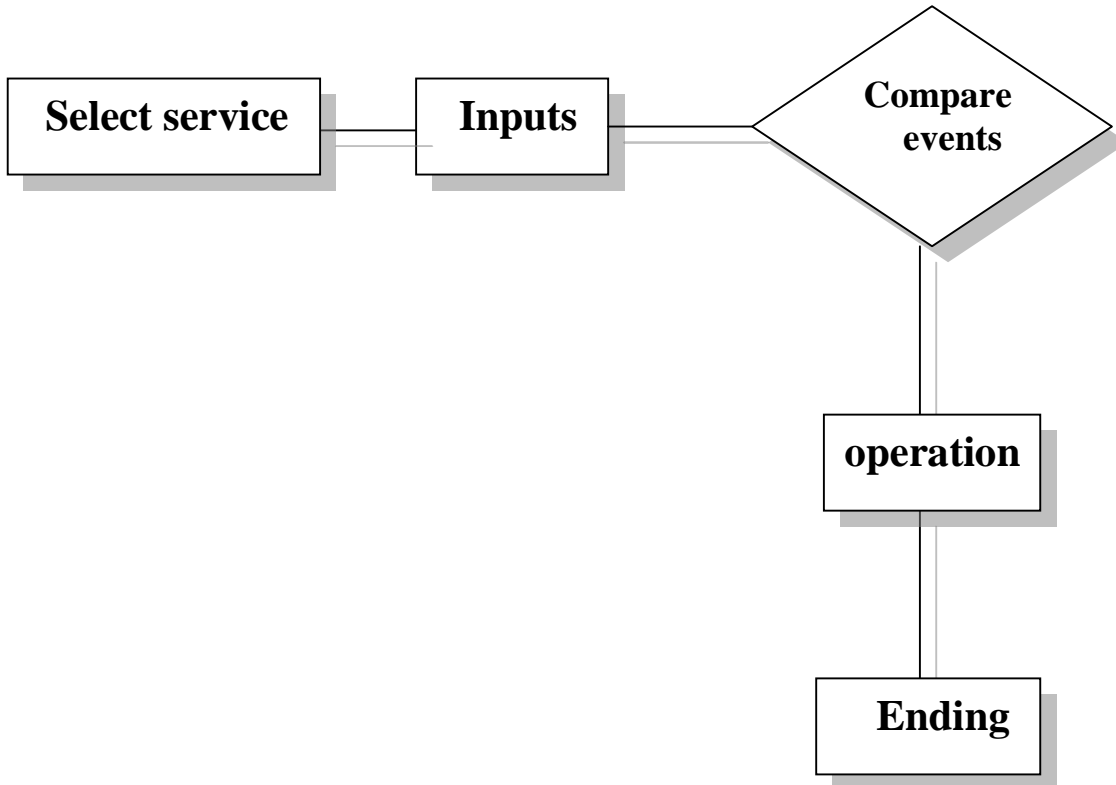 Select service
Inputs
Compare
events
operation
Ending